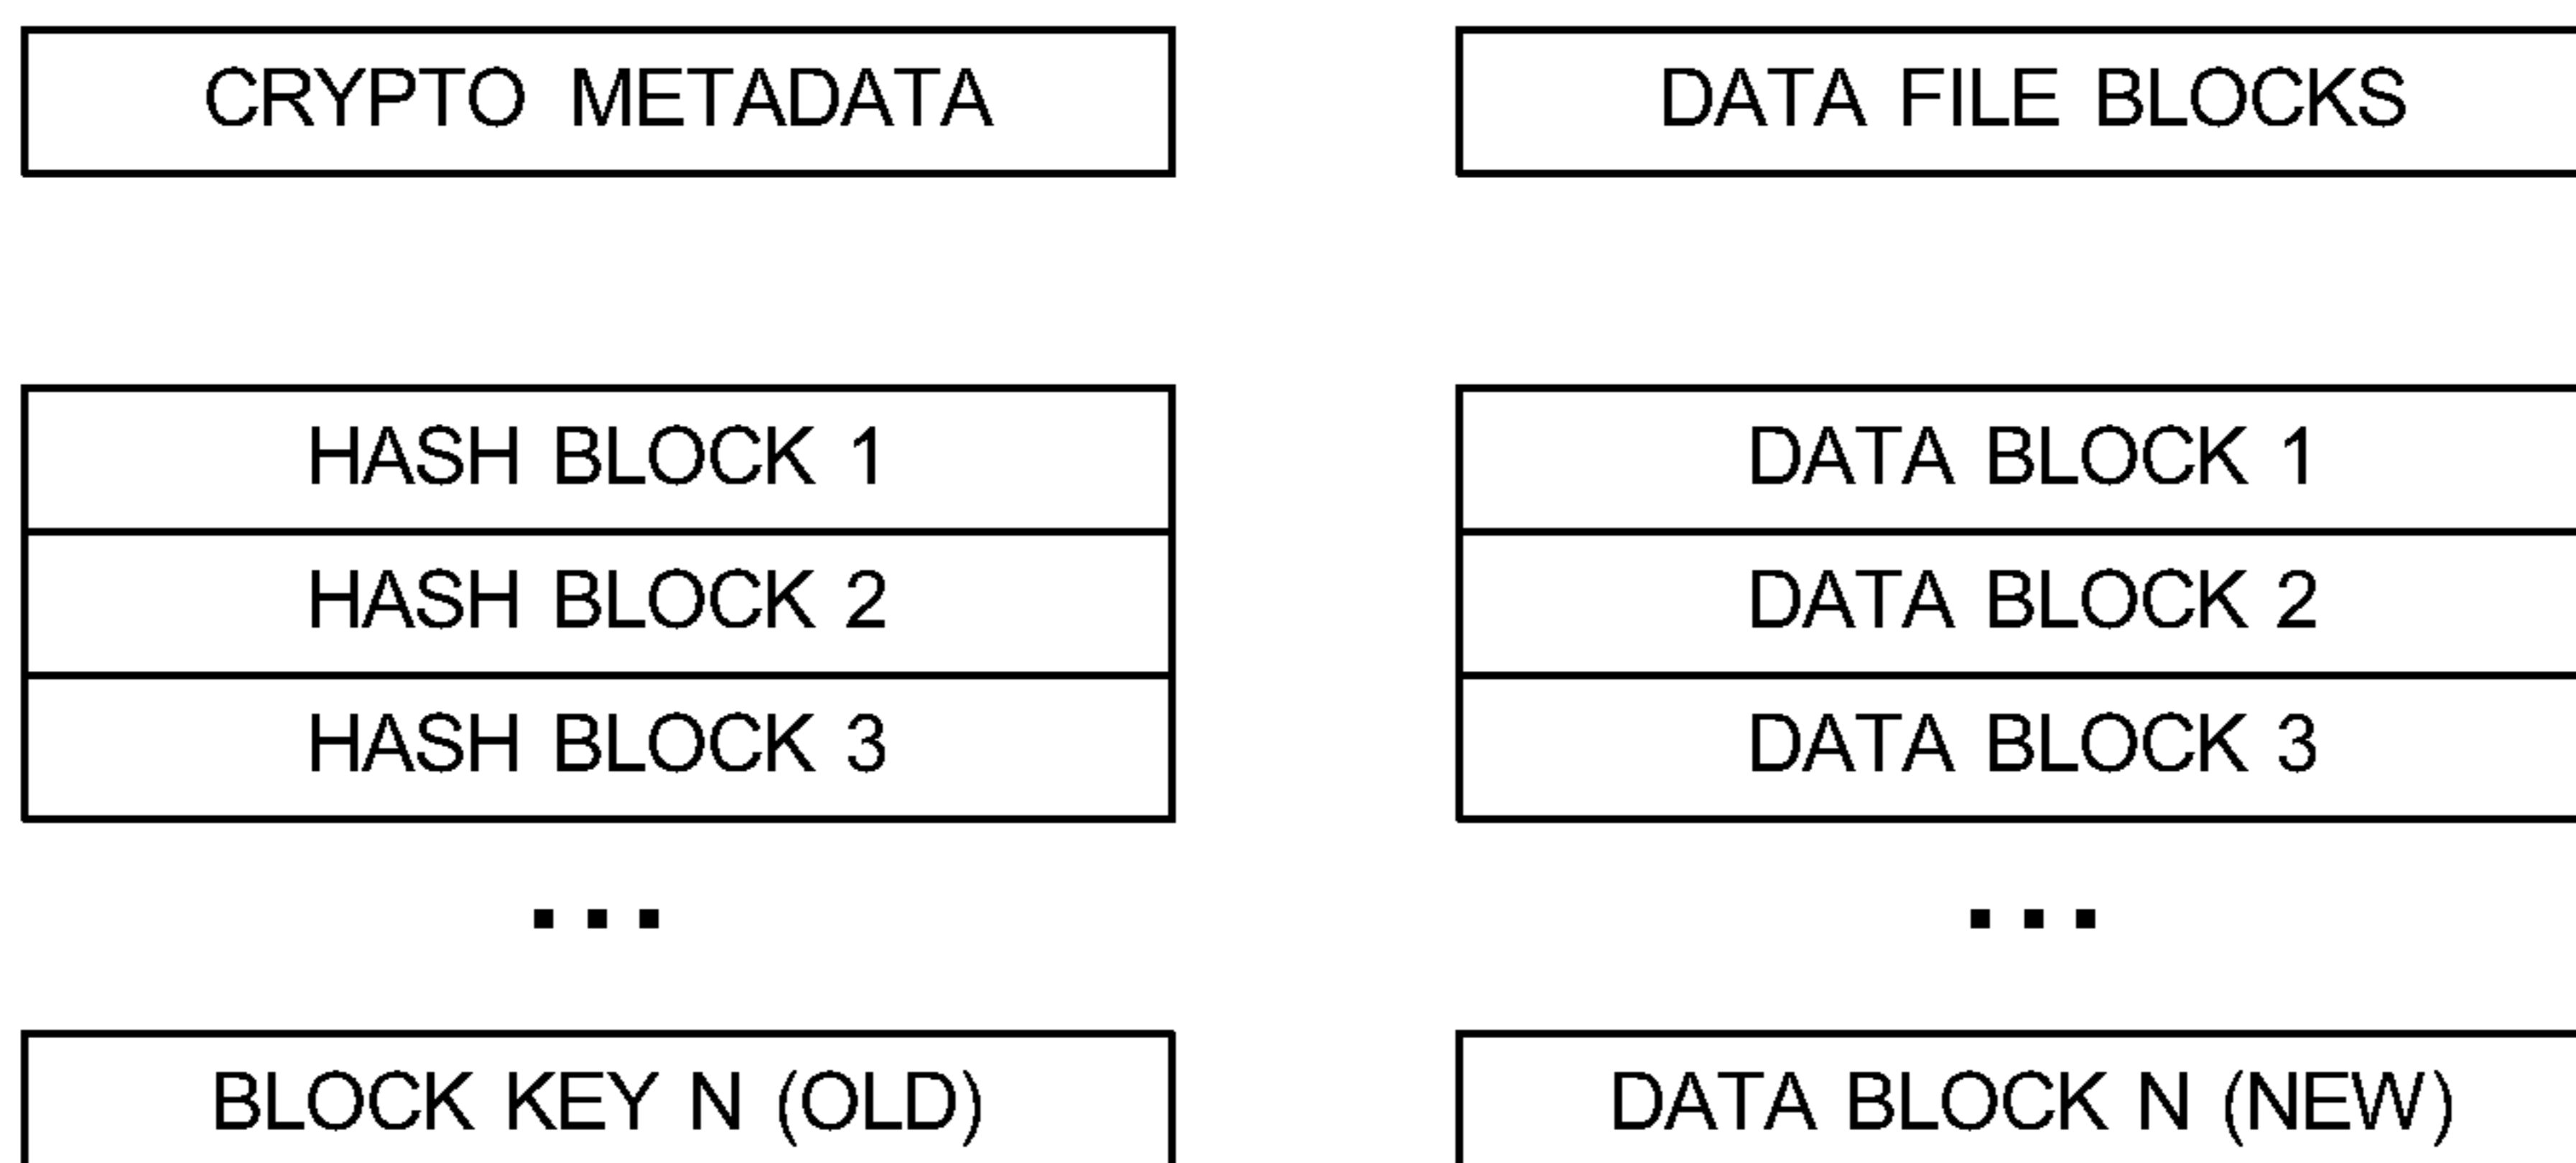 CRYPTO METADATA
DATA FILE BLOCKS
HASH BLOCK 1
DATA BLOCK 1
HASH BLOCK 2
DATA BLOCK 2
HASH BLOCK 3
DATA BLOCK 3
...
...
BLOCK KEY N (OLD)
DATA BLOCK N (NEW)